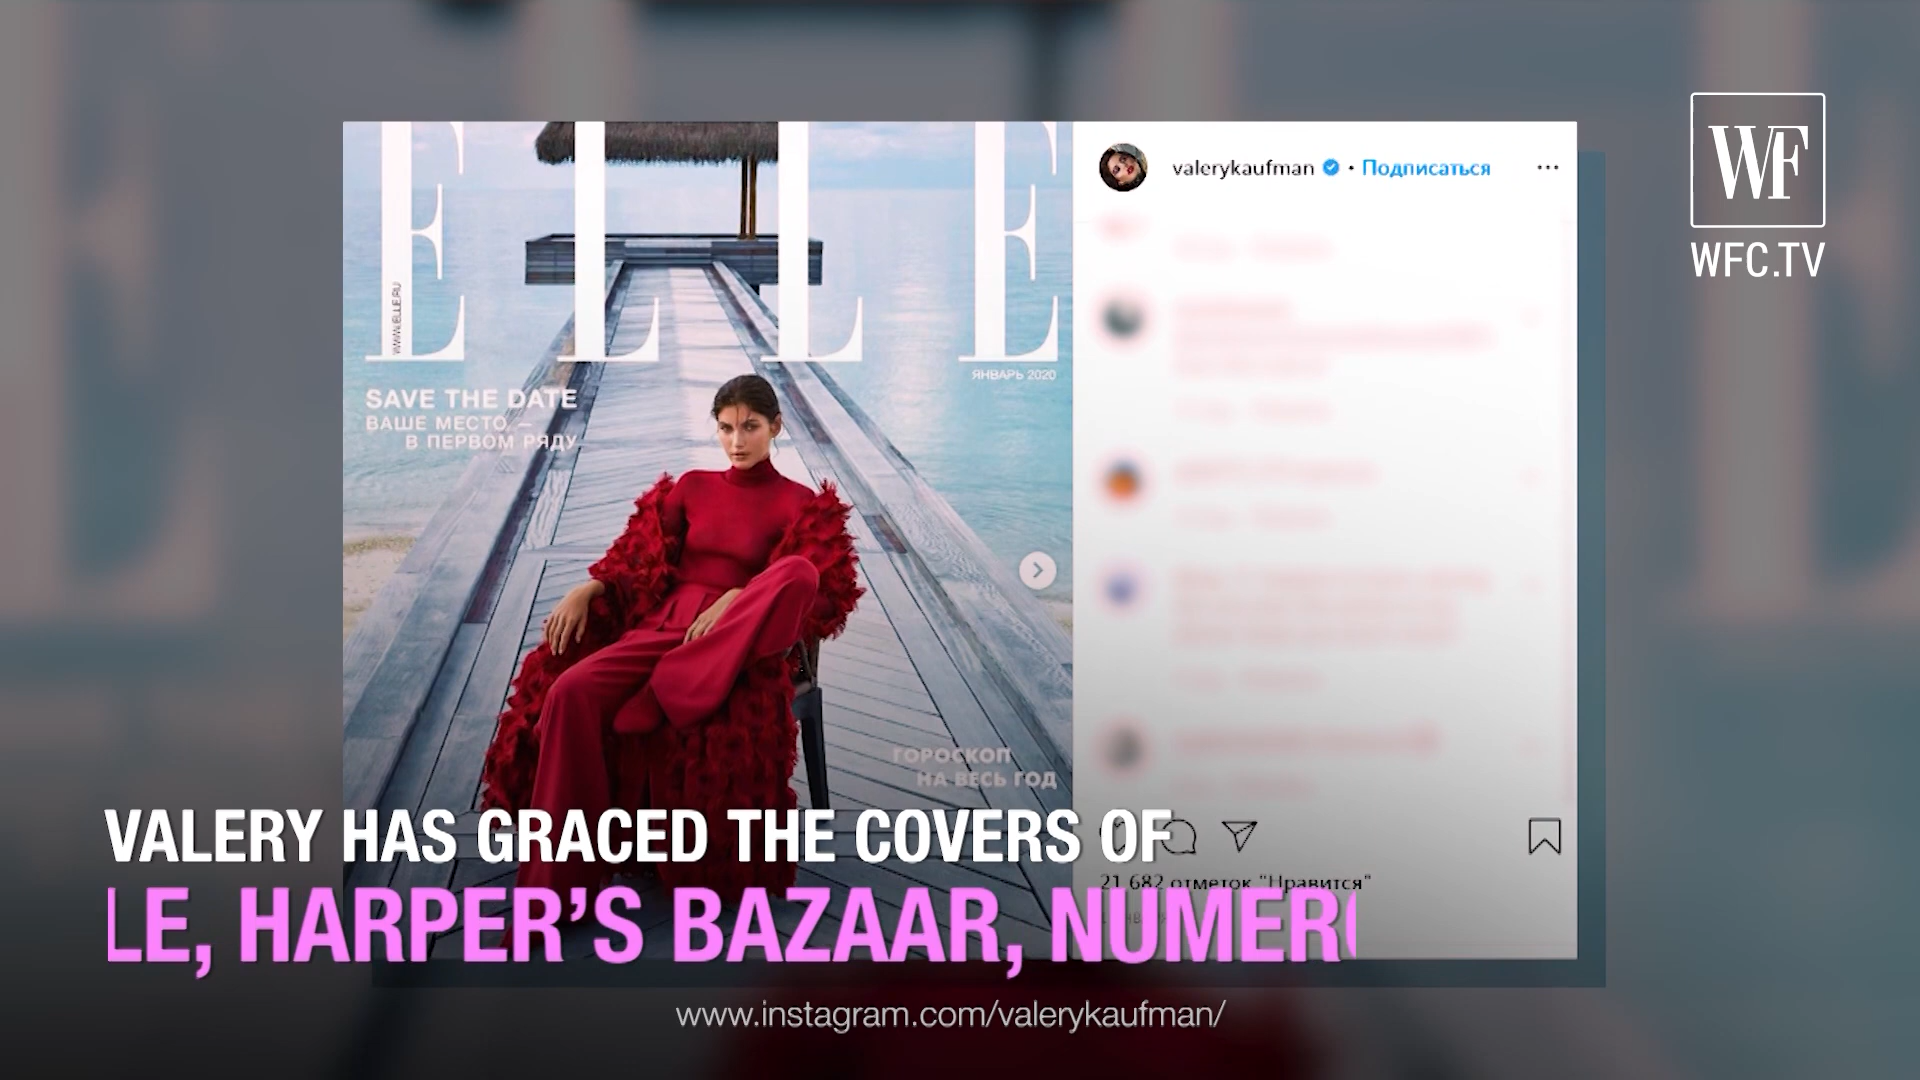 WF
WFC.TV
ELLE
WWW.ELLE.RU
ЯНВАРЬ 2020
SAVE THE DATE
ВАШЕ МЕСТО –
В ПЕРВОМ РЯДУ
ГОРОСКОП
НА ВЕСЬ ГОД
valerykaufman • Подписаться
21 682 отметок "Нравится"
VALERY HAS GRACED THE COVERS OF
LE, HARPER’S BAZAAR, NUMERO
www.instagram.com/valerykaufman/